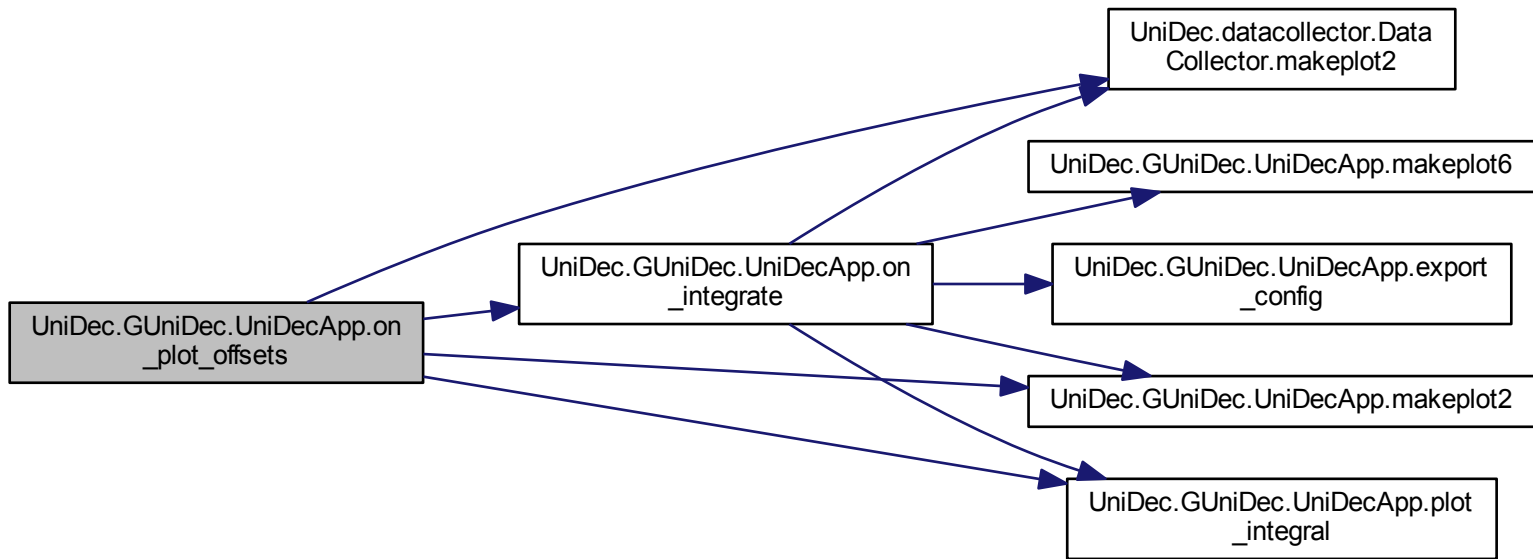 UniDec.GUniDec.UniDecApp.on
_plot_offsets
UniDec.GUniDec.UniDecApp.on
_integrate
UniDec.datacollector.Data
Collector.makeplot2
UniDec.GUniDec.UniDecApp.makeplot6
UniDec.GUniDec.UniDecApp.export
_config
UniDec.GUniDec.UniDecApp.makeplot2
UniDec.GUniDec.UniDecApp.plot
_integral